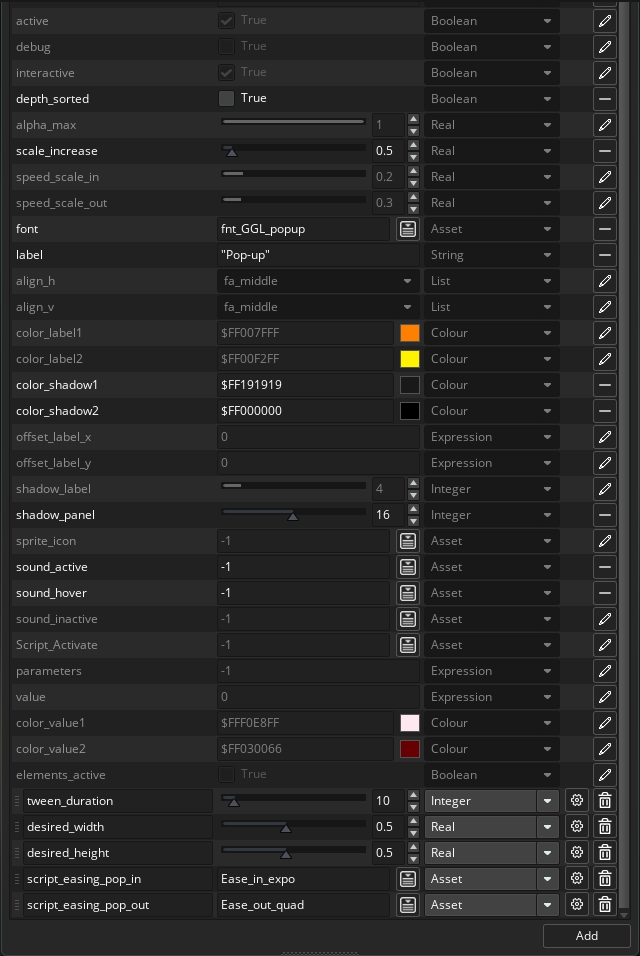 active True Boolean
debug True Boolean
interactive True Boolean
depth_sorted True Boolean
alpha_max 1 Real
scale_increase 0.5 Real
speed_scale_in 0.2 Real
speed_scale_out 0.3 Real
font fnt_GGL_popup Asset
label "Pop-up" String
align_h fa_middle List
align_v fa_middle List
color_label1 $FF007FFF Colour
color_label2 $FF00F2FF Colour
color_shadow1 $FF191919 Colour
color_shadow2 $FF000000 Colour
offset_label_x 0 Expression
offset_label_y 0 Expression
shadow_label 4 Integer
shadow_panel 16 Integer
sprite_icon -1 Asset
sound_active -1 Asset
sound_hover -1 Asset
sound_inactive -1 Asset
Script_Activate -1 Asset
parameters -1 Expression
value 0 Expression
color_value1 $FFF0E8FF Colour
color_value2 $FF030066 Colour
elements_active True Boolean
tween_duration 10 Integer
desired_width 0.5 Real
desired_height 0.5 Real
script_easing_pop_in Ease_in_expo Asset
script_easing_pop_out Ease_out_quad Asset
Add